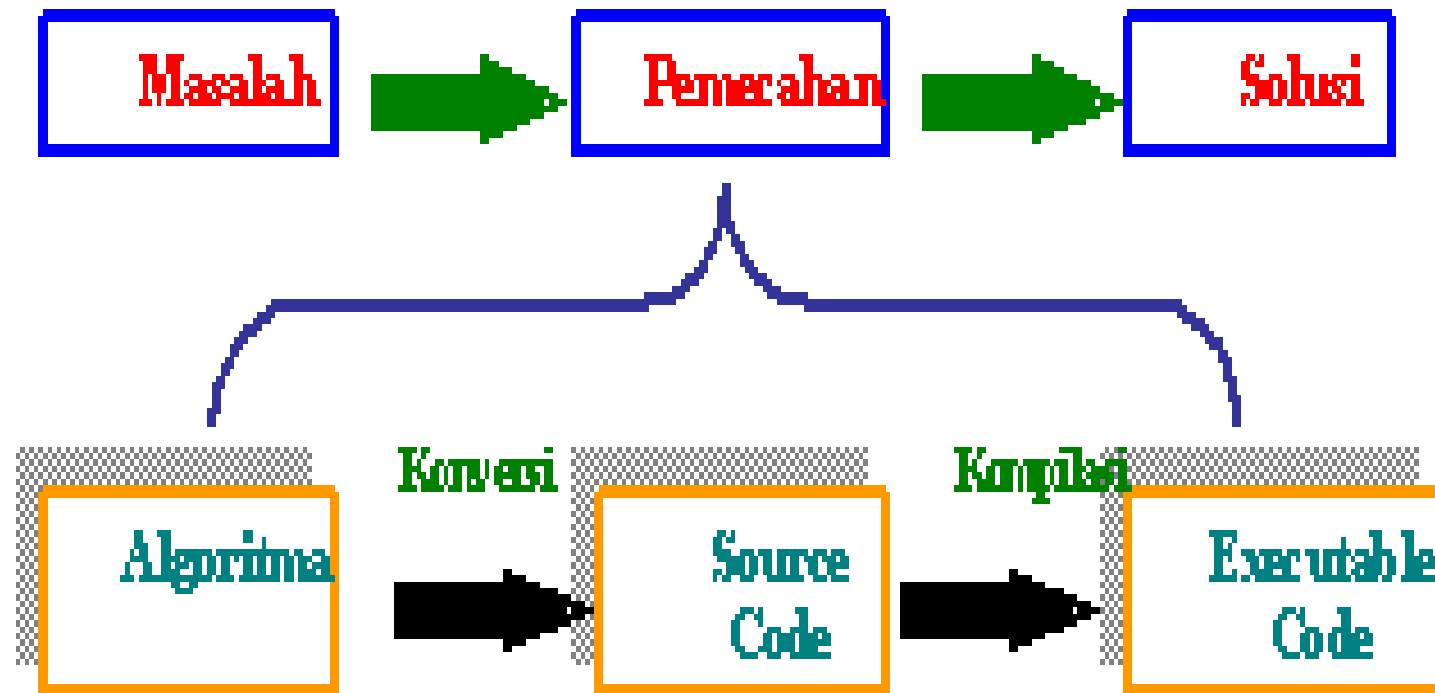 Masalah
Pemecahan
Solusi
Konversi
Kompilasi
Algoritma
Source
Code
Executable
Code